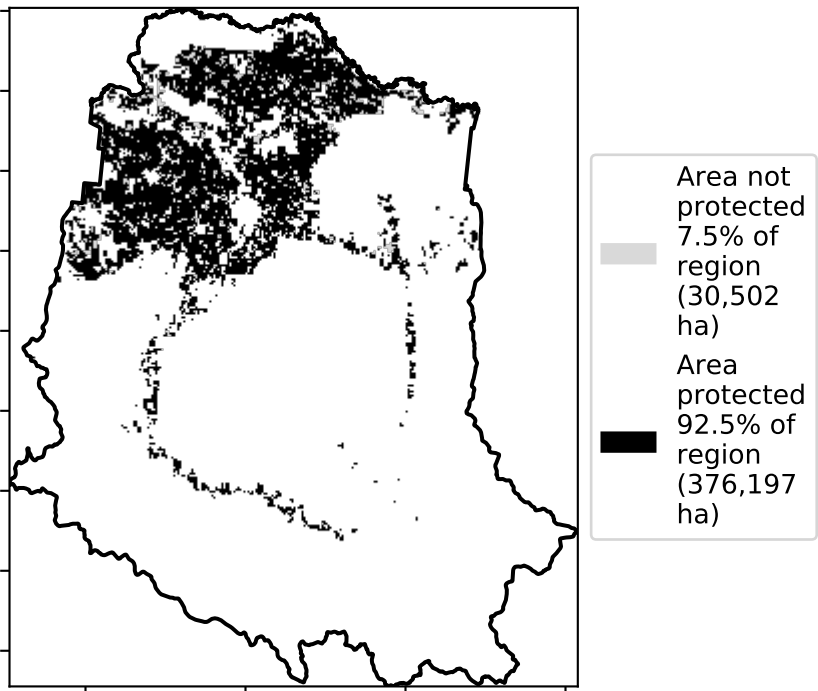 Area not
protected
7.5% of
region
(30,502
ha)
Area
protected
92.5% of
region
(376,197
ha)